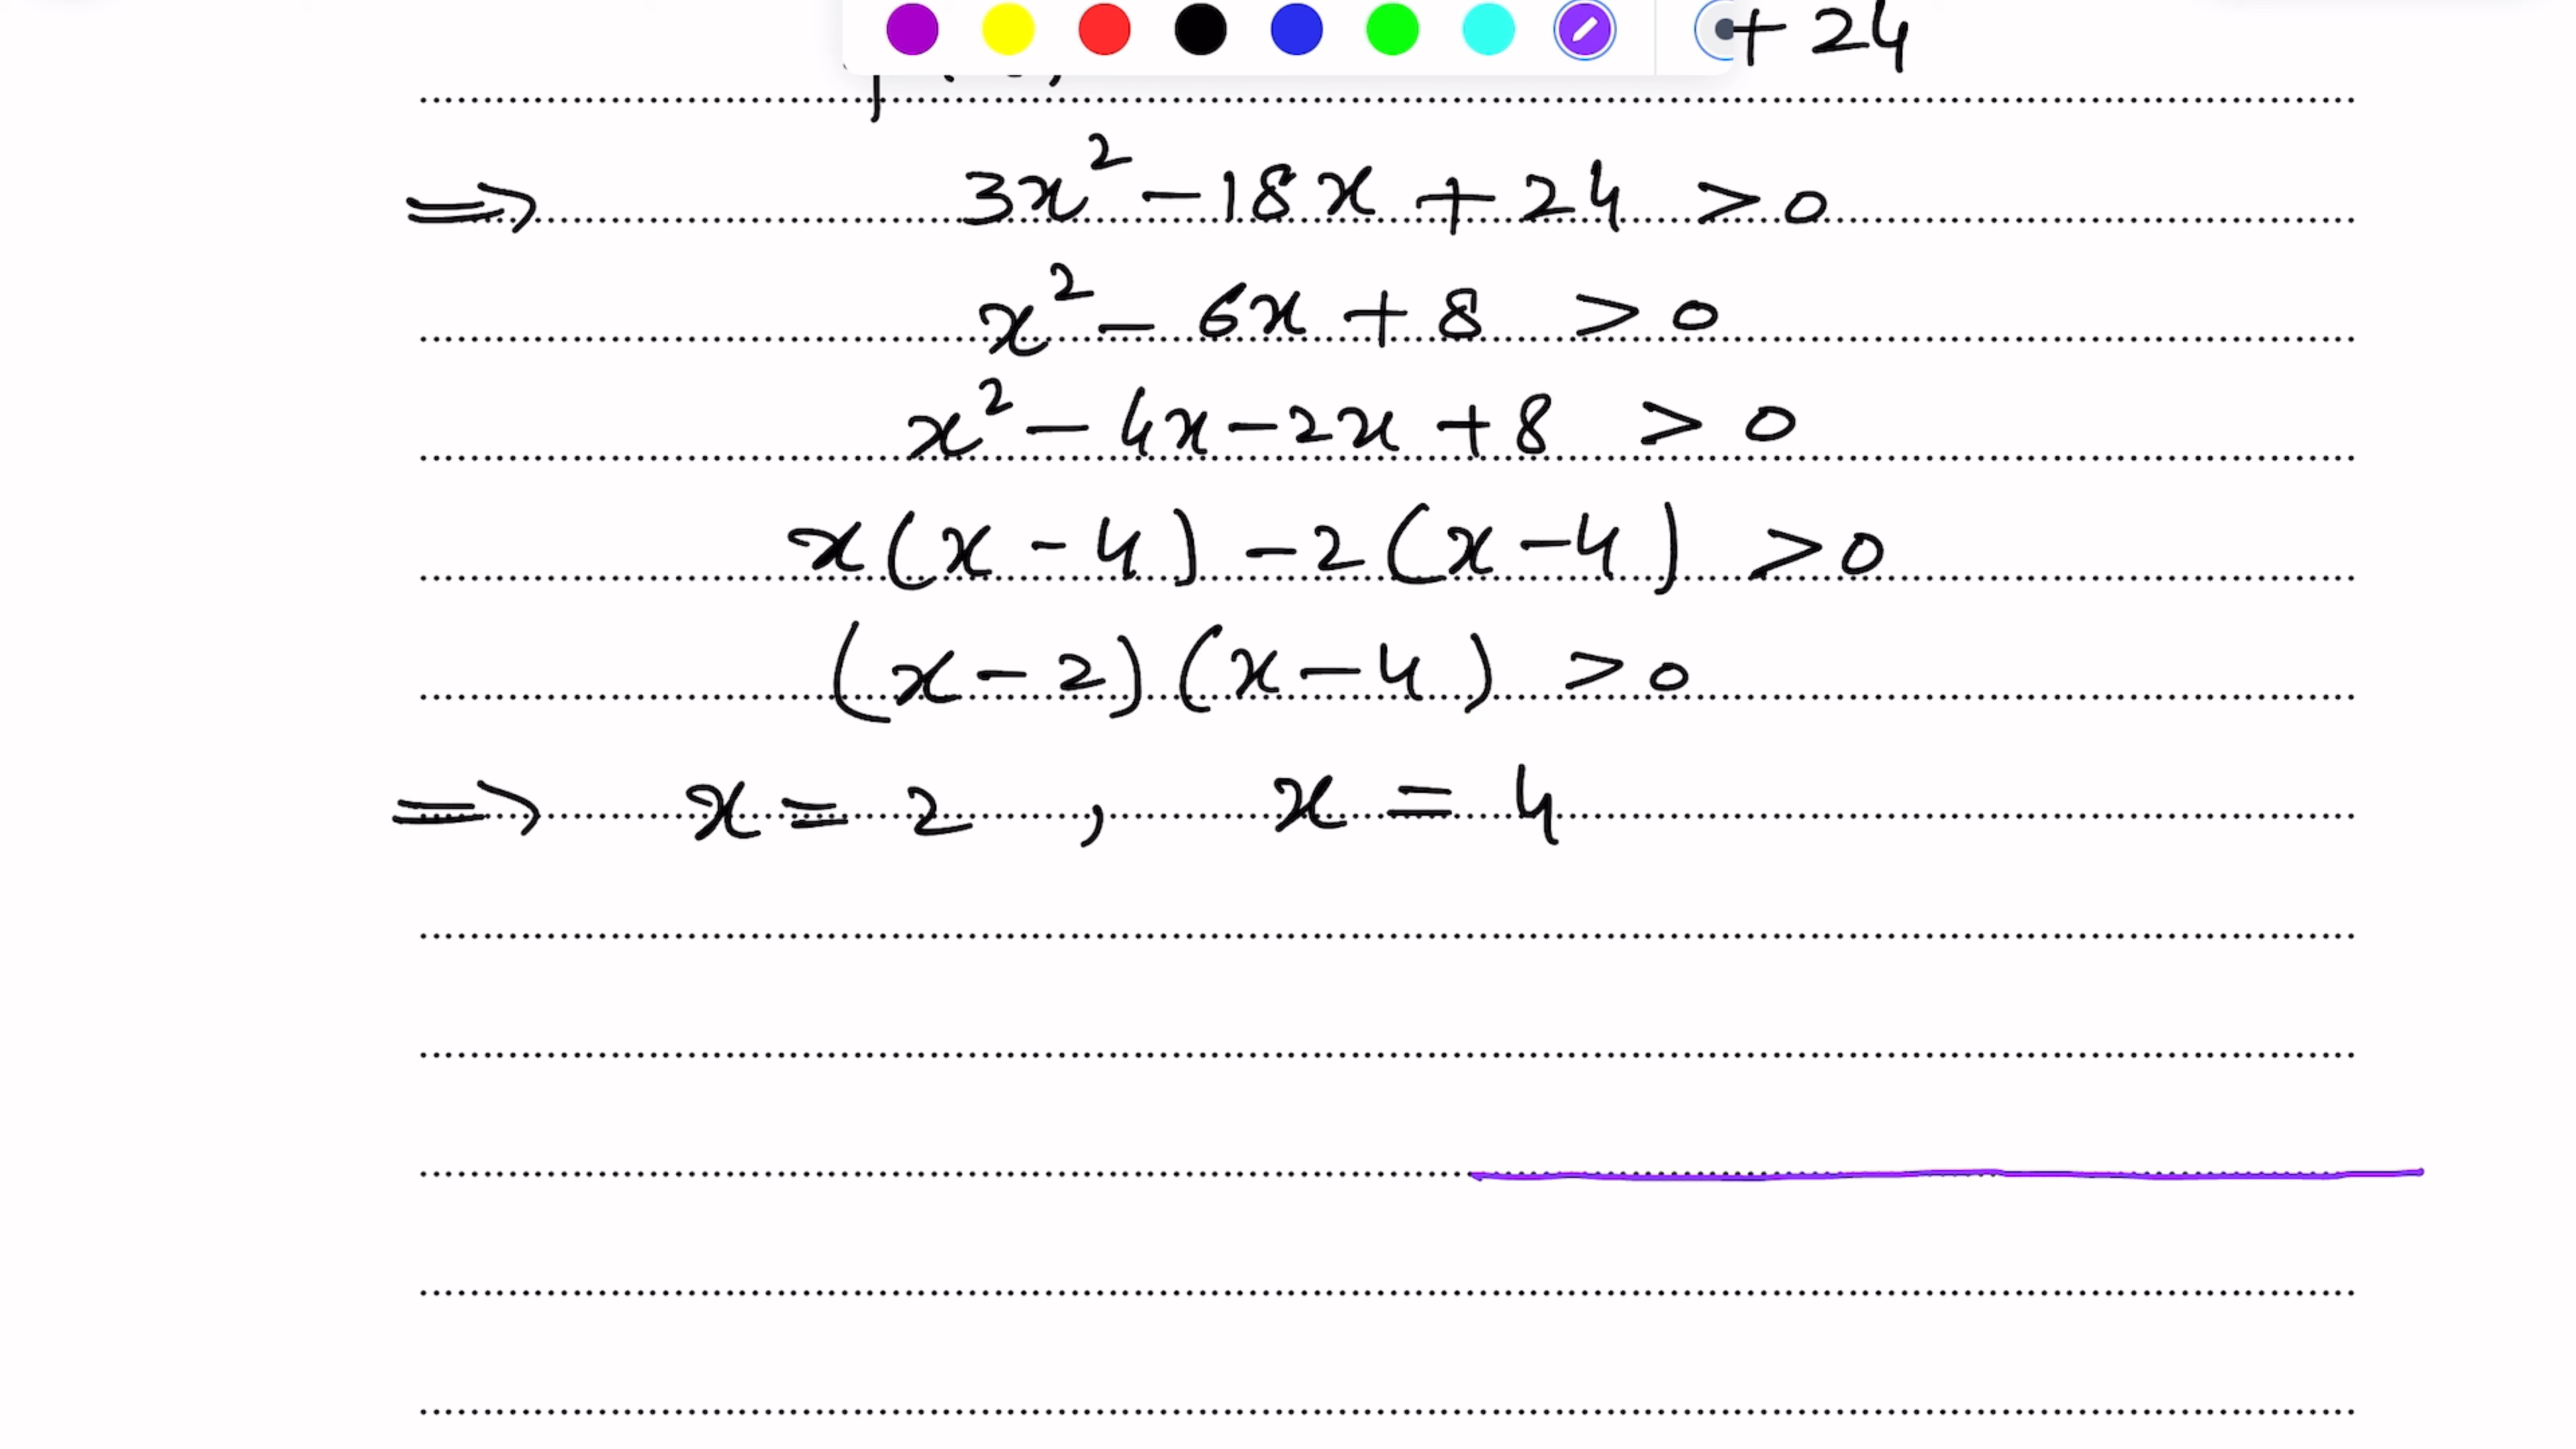 + 24
⟹ 3x² - 18x + 24 > 0
x² - 6x + 8 > 0
x² - 4x - 2x + 8 > 0
x(x - 4) - 2(x - 4) > 0
(x - 2)(x - 4) > 0
⟹ x = 2 , x = 4